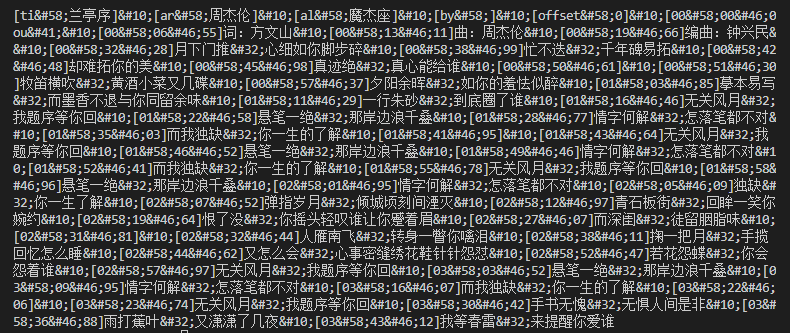 [ti&#58;兰亭序]&#10;[ar&#58;周杰伦]&#10;[al&#58;魔杰座]&#10;[by&#58;]&#10;[offset&#58;0]&#10;[00&#58;00&#46;0
ou&#41;&#10;[00&#58;06&#46;55]词：方文山&#10;[00&#58;13&#46;11]曲：周杰伦&#10;[00&#58;19&#46;66]编曲：钟兴民&
&#10;[00&#58;32&#46;28]月下门推&#32;心细如你脚步碎&#10;[00&#58;38&#46;99]忙不迭&#32;千年碑易拓&#10;[00&#58;42
&#46;48]却难拓你的美&#10;[00&#58;45&#46;98]真迹绝&#32;真心能给谁&#10;[00&#58;50&#46;61]&#10;[00&#58;51&#46;30
]牧笛横吹&#32;黄酒小菜又几碟&#10;[00&#58;57&#46;37]夕阳余晖&#32;如你的羞怯似醉&#10;[01&#58;03&#46;85]摹本易写
&#32;而墨香不退与你同留余味&#10;[01&#58;11&#46;29]一行朱砂&#32;到底圈了谁&#10;[01&#58;16&#46;46]无关风月&#32;
我题序等你回&#10;[01&#58;22&#46;58]悬笔一绝&#32;那岸边浪千叠&#10;[01&#58;28&#46;77]情字何解&#32;怎落笔都不对
&#10;[01&#58;35&#46;03]而我独缺&#32;你一生的了解&#10;[01&#58;41&#46;95]&#10;[01&#58;43&#46;64]无关风月&#32;我
题序等你回&#10;[01&#58;46&#46;52]悬笔一绝&#32;那岸边浪千叠&#10;[01&#58;49&#46;46]情字何解&#32;怎落笔都不对&#1
0;[01&#58;52&#46;41]而我独缺&#32;你一生的了解&#10;[01&#58;55&#46;78]无关风月&#32;我题序等你回&#10;[01&#58;58
&#46;96]悬笔一绝&#32;那岸边浪千叠&#10;[02&#58;01&#46;95]情字何解&#32;怎落笔都不对&#10;[02&#58;05&#46;09]独缺&#
32;你一生了解&#10;[02&#58;07&#46;52]弹指岁月&#32;倾城顷刻间湮灭&#10;[02&#58;12&#46;97]青石板街&#32;回眸一笑你
婉约&#10;[02&#58;19&#46;64]恨了没&#32;你摇头轻叹谁让你蹙着眉&#10;[02&#58;27&#46;07]而深闺&#32;徒留胭脂味&#10;
[02&#58;31&#46;81]&#10;[02&#58;32&#46;44]人雁南飞&#32;转身一瞥你噙泪&#10;[02&#58;38&#46;11]掬一把月&#32;手揽
回忆怎么睡&#10;[02&#58;44&#46;62]又怎么会&#32;心事密缝绣花鞋针针怨怼&#10;[02&#58;52&#46;47]若花怨蝶&#32;你会
怨着谁&#10;[02&#58;57&#46;97]无关风月&#32;我题序等你回&#10;[03&#58;03&#46;52]悬笔一绝&#32;那岸边浪千叠&#10;[0
3&#58;09&#46;95]情字何解&#32;怎落笔都不对&#10;[03&#58;16&#46;07]而我独缺&#32;你一生的了解&#10;[03&#58;22&#46;
06]&#10;[03&#58;23&#46;74]无关风月&#32;我题序等你回&#10;[03&#58;30&#46;42]手书无愧&#32;无惧人间是非&#10;[03&#5
8;36&#46;88]雨打蕉叶&#32;又潇潇了几夜&#10;[03&#58;43&#46;12]我等春雷&#32;来提醒你爱谁